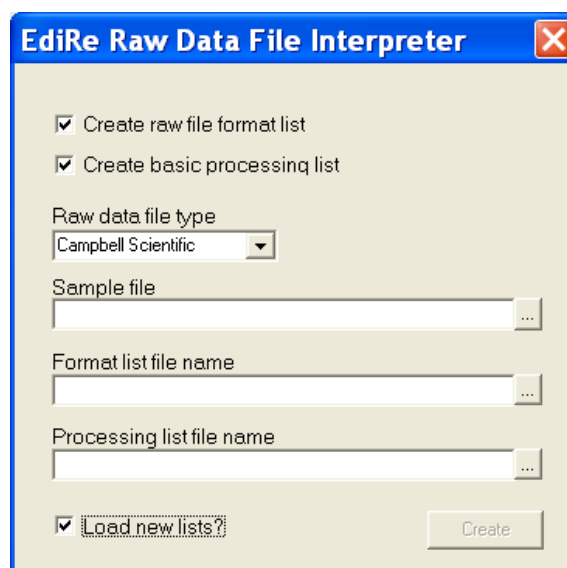 EdiRe Raw Data File Interpreter
Create raw file format list
Create basic processing list
Raw data file type
Campbell Scientific
Sample file
...
Format list file name
...
Processing list file name
...
Load new lists?
Create